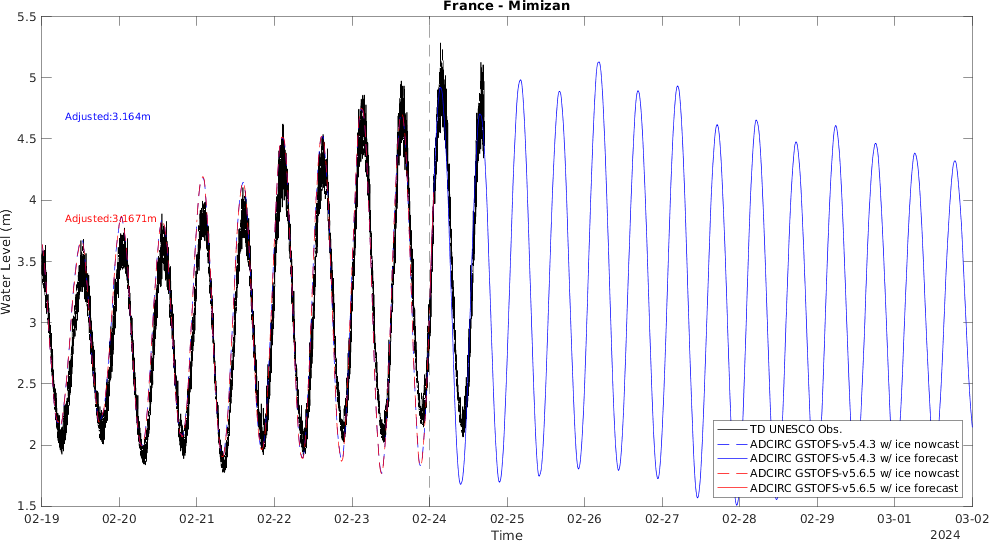 France - Mimizan
5.5
5
4.5
4
3.5
3
2.5
2
1.5
Water Level (m)
Adjusted:3.164m
Adjusted:3.1671m
TD UNESCO Obs.
ADCIRC GSTOFS-v5.4.3 w/ ice nowcast
ADCIRC GSTOFS-v5.4.3 w/ ice forecast
ADCIRC GSTOFS-v5.6.5 w/ ice nowcast
ADCIRC GSTOFS-v5.6.5 w/ ice forecast
02-19 02-20 02-21 02-22 02-23 02-24 02-25 02-26 02-27 02-28 02-29 03-01 03-02
Time
2024